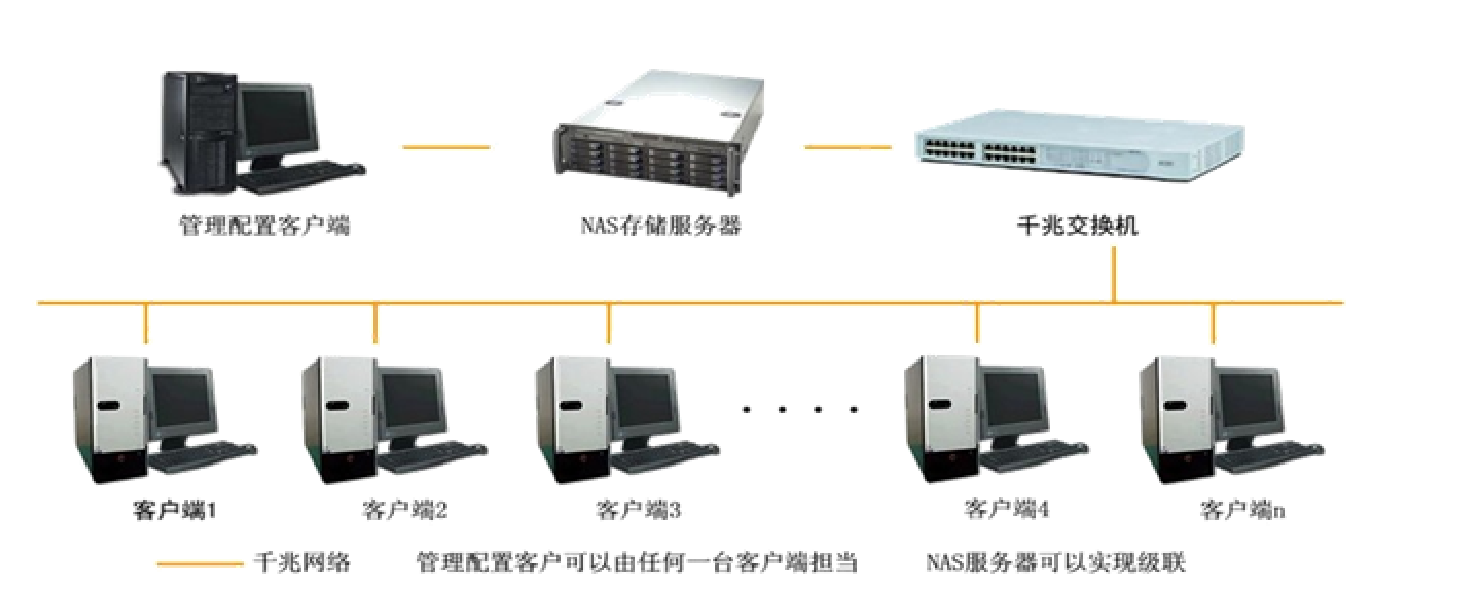 管理配置客户端
NAS存储服务器
千兆交换机
客户端1
客户端2
客户端3
客户端4
客户端n
千兆网络
管理配置客户可以由任何一台客户端担当
NAS服务器可以实现级联